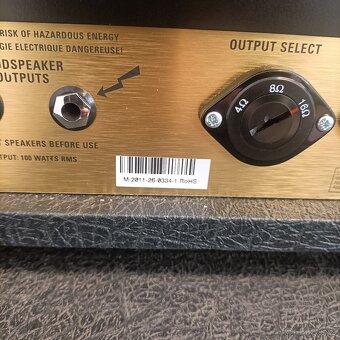 RISK OF HAZARDOUS ENERGY
GIE ELECTRIQUE DANGEREUSE!
OUDSPEAKER
OUTPUTS
OUTPUT SELECT
4Ω 8Ω 16Ω
T SPEAKERS BEFORE USE
TPUT: 100 WATTS RMS
M-2011-26-0334-1 RoHS